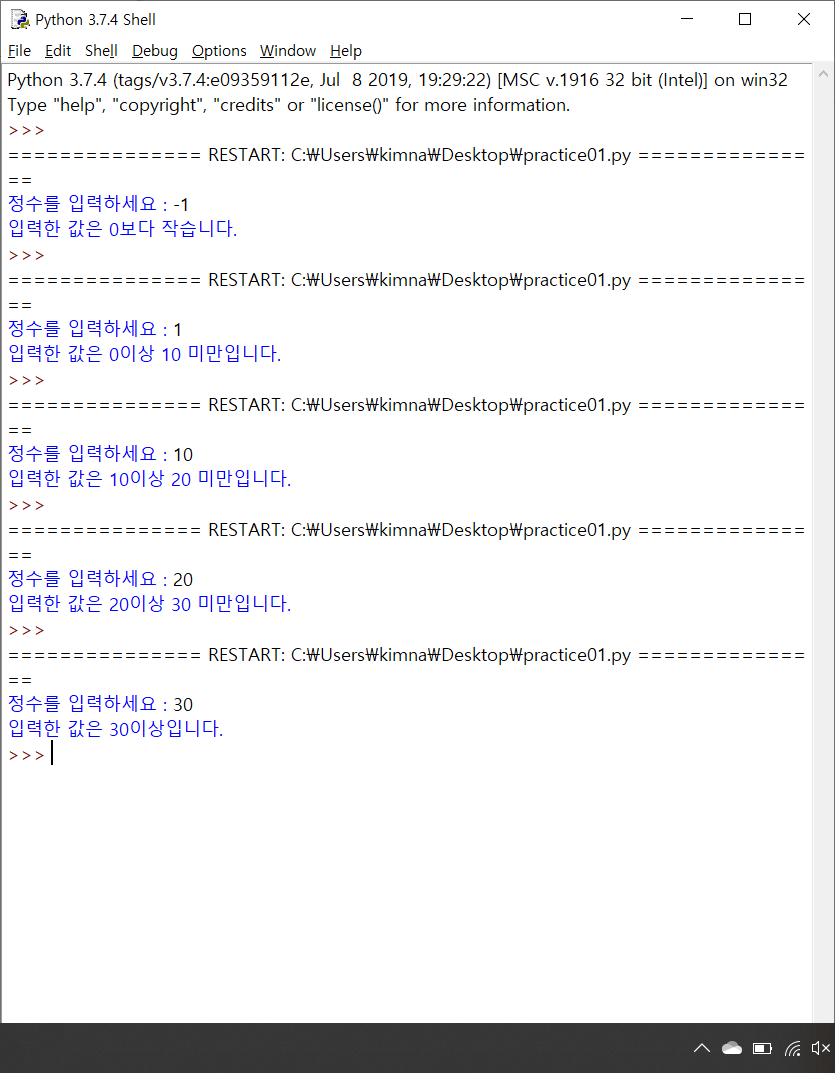 Python 3.7.4 Shell
File Edit Shell Debug Options Window Help
Python 3.7.4 (tags/v3.7.4:e09359112e, Jul  8 2019, 19:29:22) [MSC v.1916 32 bit (Intel)] on win32
Type "help", "copyright", "credits" or "license()" for more information.
>>>
=============== RESTART: C:₩Users₩kimna₩Desktop₩practice01.py =============
==
정수를 입력하세요 : -1
입력한 값은 0보다 작습니다.
>>>
=============== RESTART: C:₩Users₩kimna₩Desktop₩practice01.py =============
==
정수를 입력하세요 : 1
입력한 값은 0이상 10 미만입니다.
>>>
=============== RESTART: C:₩Users₩kimna₩Desktop₩practice01.py =============
==
정수를 입력하세요 : 10
입력한 값은 10이상 20 미만입니다.
>>>
=============== RESTART: C:₩Users₩kimna₩Desktop₩practice01.py =============
==
정수를 입력하세요 : 20
입력한 값은 20이상 30 미만입니다.
>>>
=============== RESTART: C:₩Users₩kimna₩Desktop₩practice01.py =============
==
정수를 입력하세요 : 30
입력한 값은 30이상입니다.
>>>